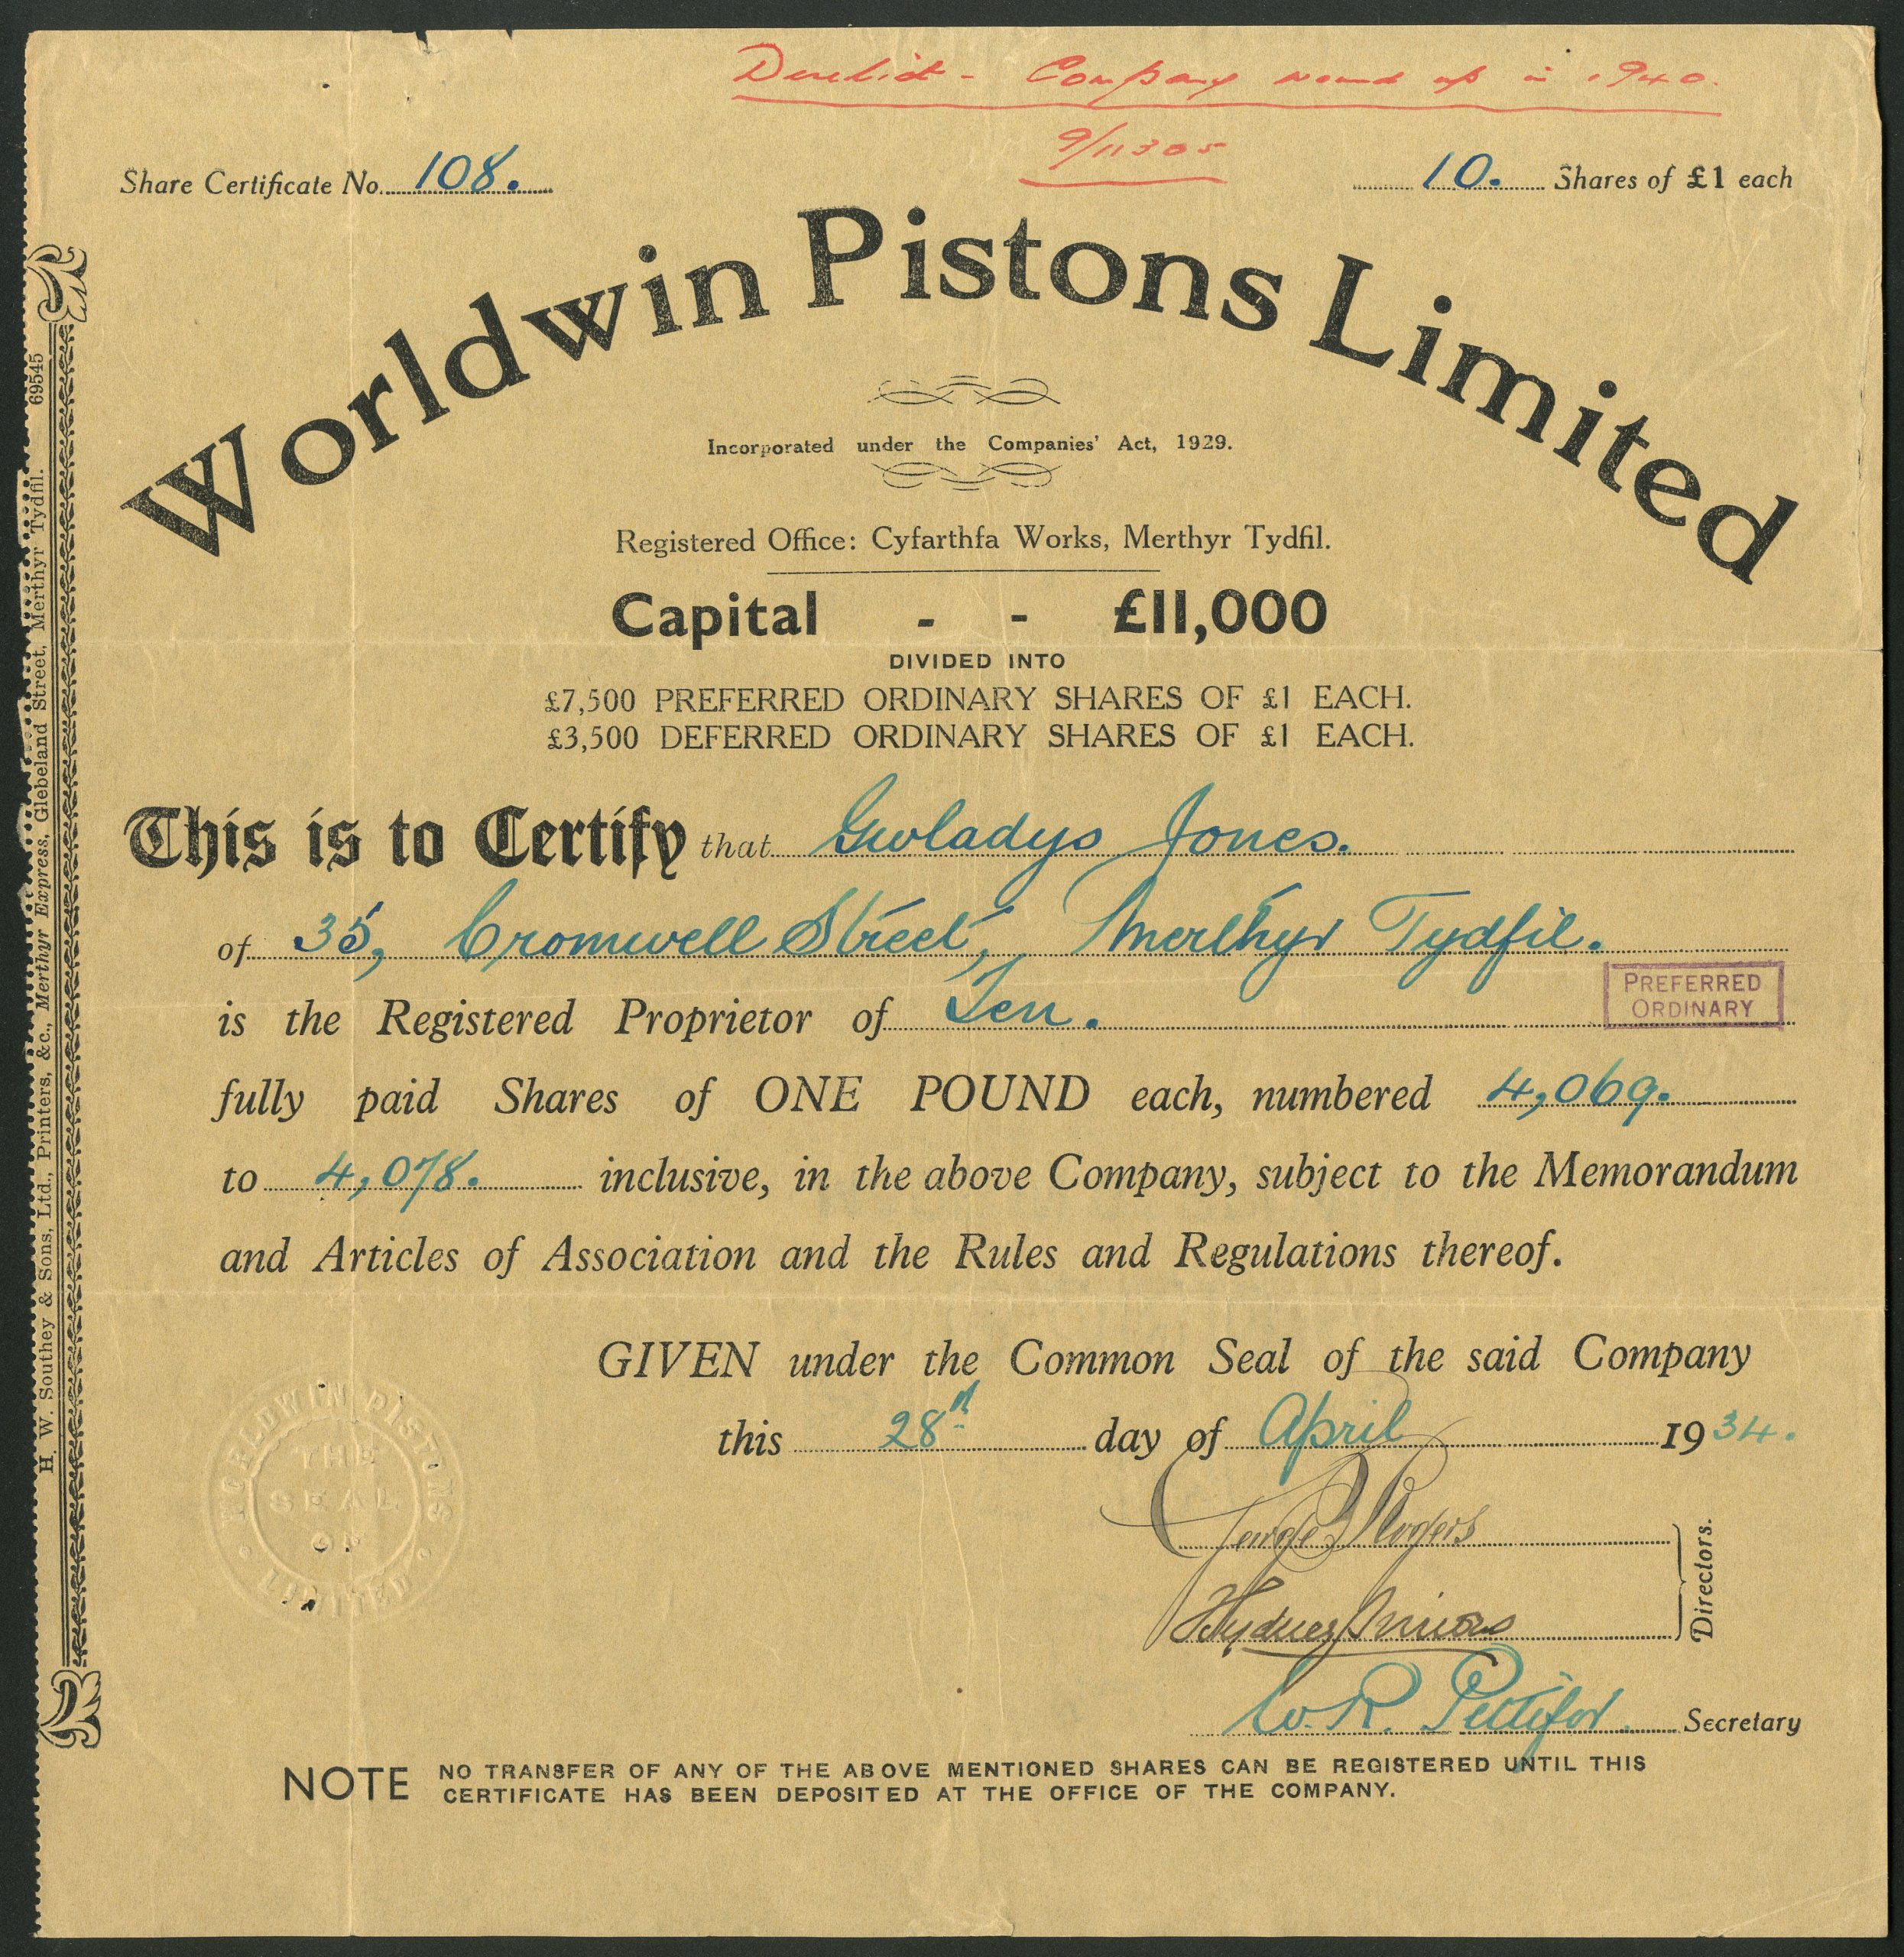 Derelict - Company wound up in 1940.
9/11305
Share Certificate No. 108.
10. Shares of £1 each
Worldwin Pistons Limited
Incorporated under the Companies' Act, 1929.
Registered Office: Cyfarthfa Works, Merthyr Tydfil.
Capital - - £11,000
DIVIDED INTO
£7,500 PREFERRED ORDINARY SHARES OF £1 EACH.
£3,500 DEFERRED ORDINARY SHARES OF £1 EACH.
This is to Certify that Gwladys Jones.
of 35, Cromwell Street, Merthyr Tydfil.
PREFERRED
ORDINARY
is the Registered Proprietor of Ten.
fully paid Shares of ONE POUND each, numbered 4,069.
to 4,078. inclusive, in the above Company, subject to the Memorandum
and Articles of Association and the Rules and Regulations thereof.
GIVEN under the Common Seal of the said Company
this 28th day of April 1934.
George Rogers
Directors.
W. R. Pettifor. Secretary
WORLDWIN PISTONS
THE
SEAL
OF
LIMITED
NOTE NO TRANSFER OF ANY OF THE ABOVE MENTIONED SHARES CAN BE REGISTERED UNTIL THIS
CERTIFICATE HAS BEEN DEPOSITED AT THE OFFICE OF THE COMPANY.
H. W. Southey & Sons, Ltd., Printers, &c., Merthyr Express, Glebeland Street, Merthyr Tydfil. 69545